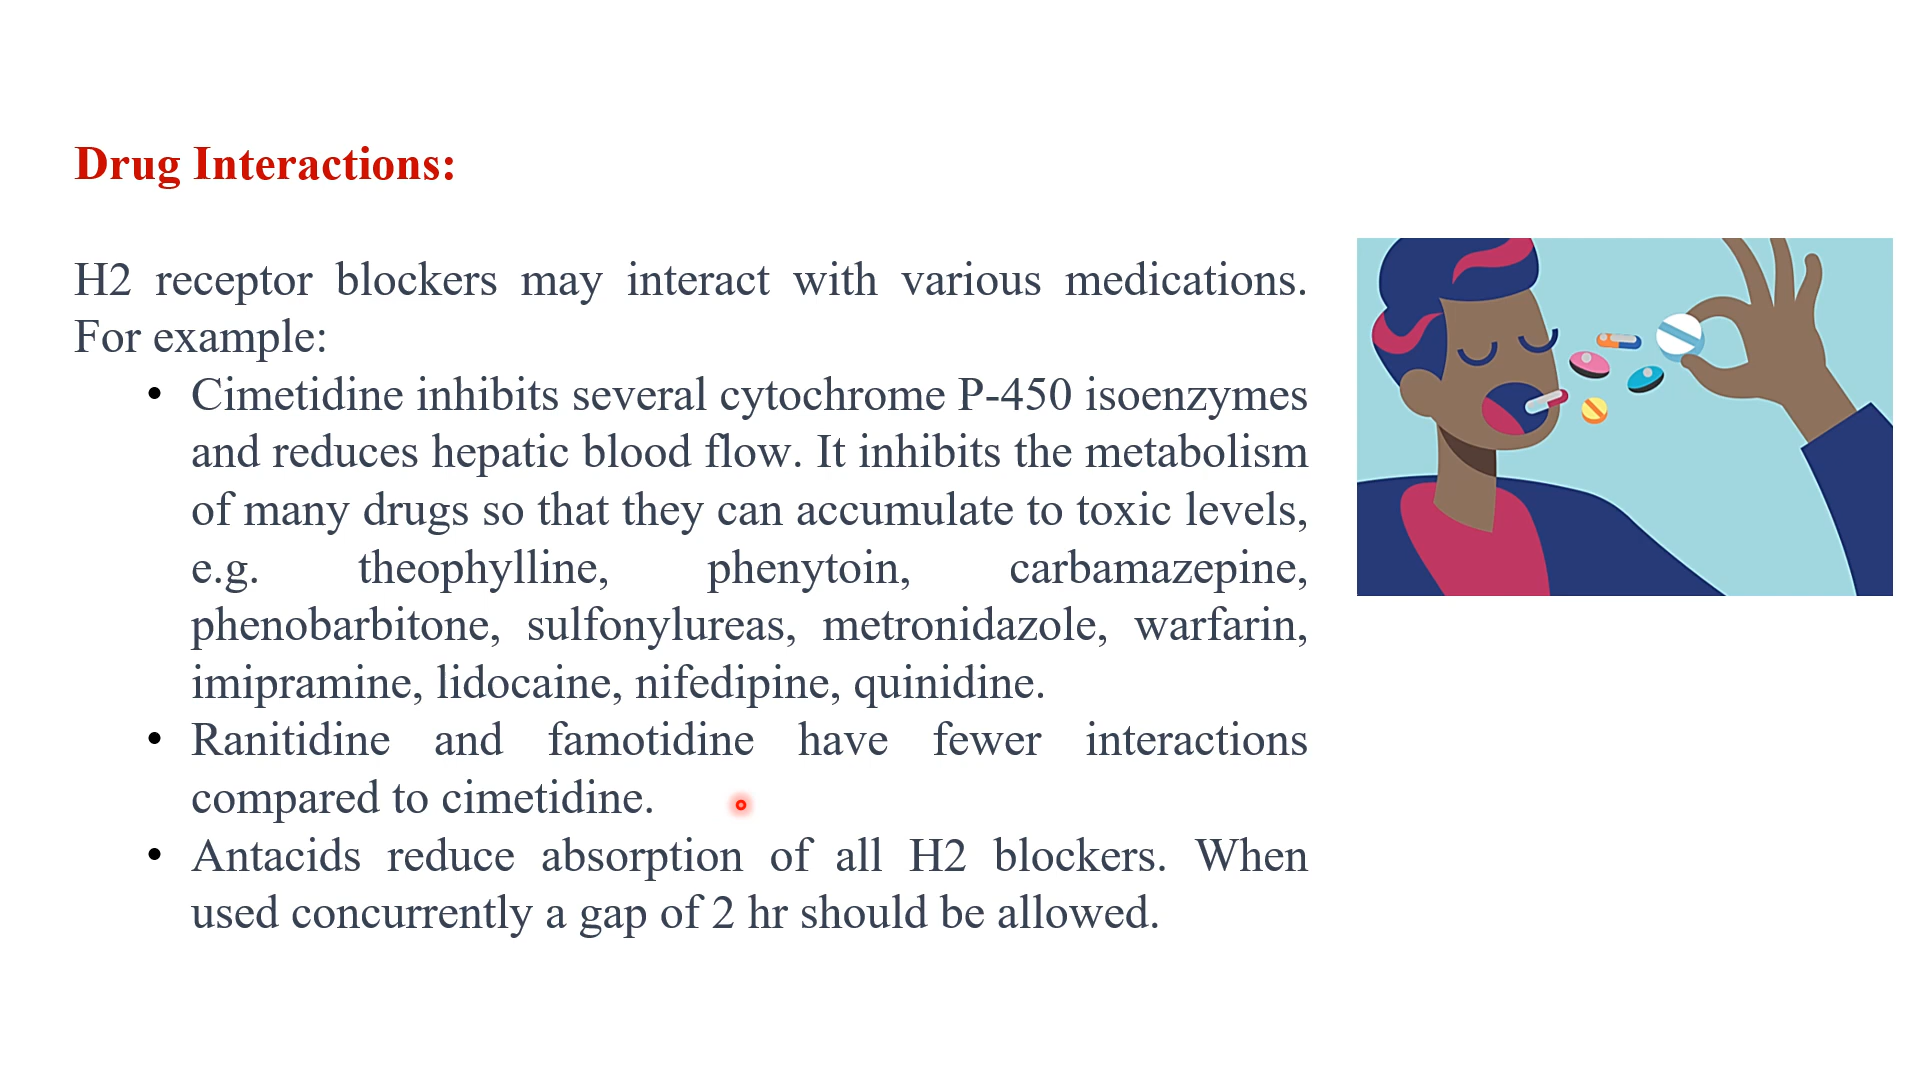 Drug Interactions:
H2 receptor blockers may interact with various medications.
For example:
• Cimetidine inhibits several cytochrome P-450 isoenzymes
and reduces hepatic blood flow. It inhibits the metabolism
of many drugs so that they can accumulate to toxic levels,
e.g. theophylline, phenytoin, carbamazepine,
phenobarbitone, sulfonylureas, metronidazole, warfarin,
imipramine, lidocaine, nifedipine, quinidine.
• Ranitidine and famotidine have fewer interactions
compared to cimetidine.
• Antacids reduce absorption of all H2 blockers. When
used concurrently a gap of 2 hr should be allowed.